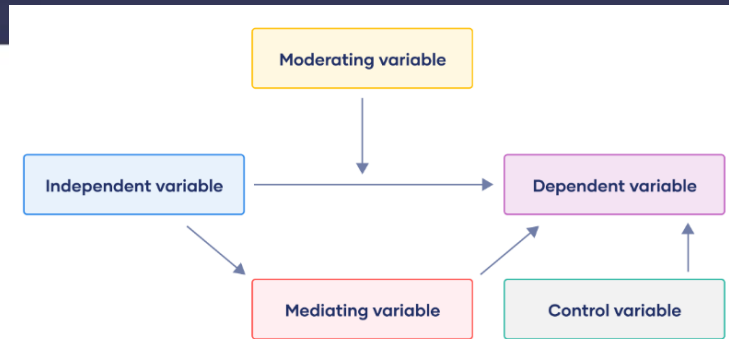 Moderating variable
Independent variable
Dependent variable
Mediating variable
Control variable